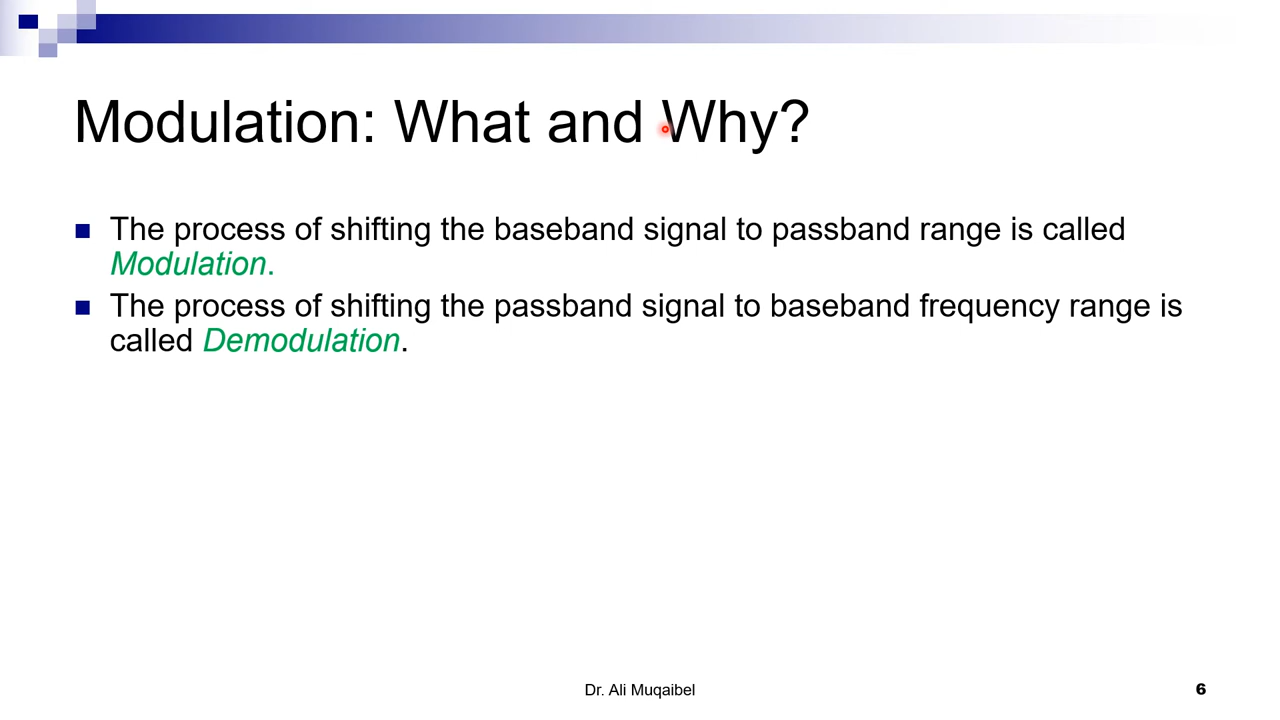 Modulation: What and Why?
The process of shifting the baseband signal to passband range is called
Modulation.
The process of shifting the passband signal to baseband frequency range is
called Demodulation.
Dr. Ali Muqaibel
6